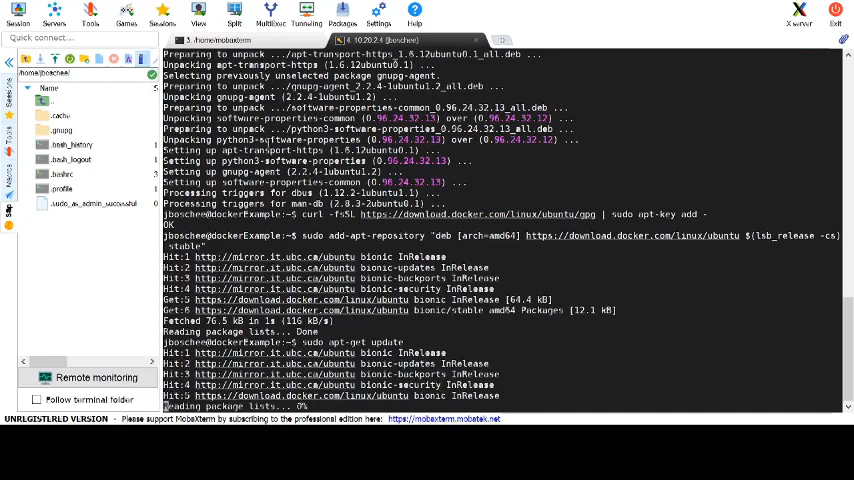 Session
Servers
Tools
Games
Sessions
View
Split
MultiExec
Tunneling
Packages
Settings
Help
X server
Exit
Quick connect...
3. /home/mobaxterm
4. 10.20.2.4 (jboschee)
/home/jboschee/
Name
..
.cache
.gnupg
.bash_history
.bash_logout
.bashrc
.profile
.sudo_as_admin_successful
Sessions
Tools
Macros
Sftp
Remote monitoring
Follow terminal folder
Preparing to unpack .../apt-transport-https_1.6.12ubuntu0.1_all.deb ...
Unpacking apt-transport-https (1.6.12ubuntu0.1) ...
Selecting previously unselected package gnupg-agent.
Preparing to unpack .../gnupg-agent_2.2.4-1ubuntu1.2_all.deb ...
Unpacking gnupg-agent (2.2.4-1ubuntu1.2) ...
Preparing to unpack .../software-properties-common_0.96.24.32.13_all.deb ...
Unpacking software-properties-common (0.96.24.32.13) over (0.96.24.32.12) ...
Preparing to unpack .../python3-software-properties_0.96.24.32.13_all.deb ...
Unpacking python3-software-properties (0.96.24.32.13) over (0.96.24.32.12) ...
Setting up apt-transport-https (1.6.12ubuntu0.1) ...
Setting up python3-software-properties (0.96.24.32.13) ...
Setting up gnupg-agent (2.2.4-1ubuntu1.2) ...
Setting up software-properties-common (0.96.24.32.13) ...
Processing triggers for dbus (1.12.2-1ubuntu1.1) ...
Processing triggers for man-db (2.8.3-2ubuntu0.1) ...
jboschee@dockerExample:~$ curl -fsSL https://download.docker.com/linux/ubuntu/gpg | sudo apt-key add -
OK
jboschee@dockerExample:~$ sudo add-apt-repository "deb [arch=amd64] https://download.docker.com/linux/ubuntu $(lsb_release -cs)
stable"
Hit:1 http://mirror.it.ubc.ca/ubuntu bionic InRelease
Hit:2 http://mirror.it.ubc.ca/ubuntu bionic-updates InRelease
Hit:3 http://mirror.it.ubc.ca/ubuntu bionic-backports InRelease
Hit:4 http://mirror.it.ubc.ca/ubuntu bionic-security InRelease
Get:5 https://download.docker.com/linux/ubuntu bionic InRelease [64.4 kB]
Get:6 https://download.docker.com/linux/ubuntu bionic/stable amd64 Packages [12.1 kB]
Fetched 76.5 kB in 1s (116 kB/s)
Reading package lists... Done
jboschee@dockerExample:~$ sudo apt-get update
Hit:1 http://mirror.it.ubc.ca/ubuntu bionic InRelease
Hit:2 http://mirror.it.ubc.ca/ubuntu bionic-updates InRelease
Hit:3 http://mirror.it.ubc.ca/ubuntu bionic-backports InRelease
Hit:4 http://mirror.it.ubc.ca/ubuntu bionic-security InRelease
Hit:5 https://download.docker.com/linux/ubuntu bionic InRelease
Reading package lists... 0%
UNREGISTERED VERSION - Please support MobaXterm by subscribing to the professional edition here: https://mobaxterm.mobatek.net